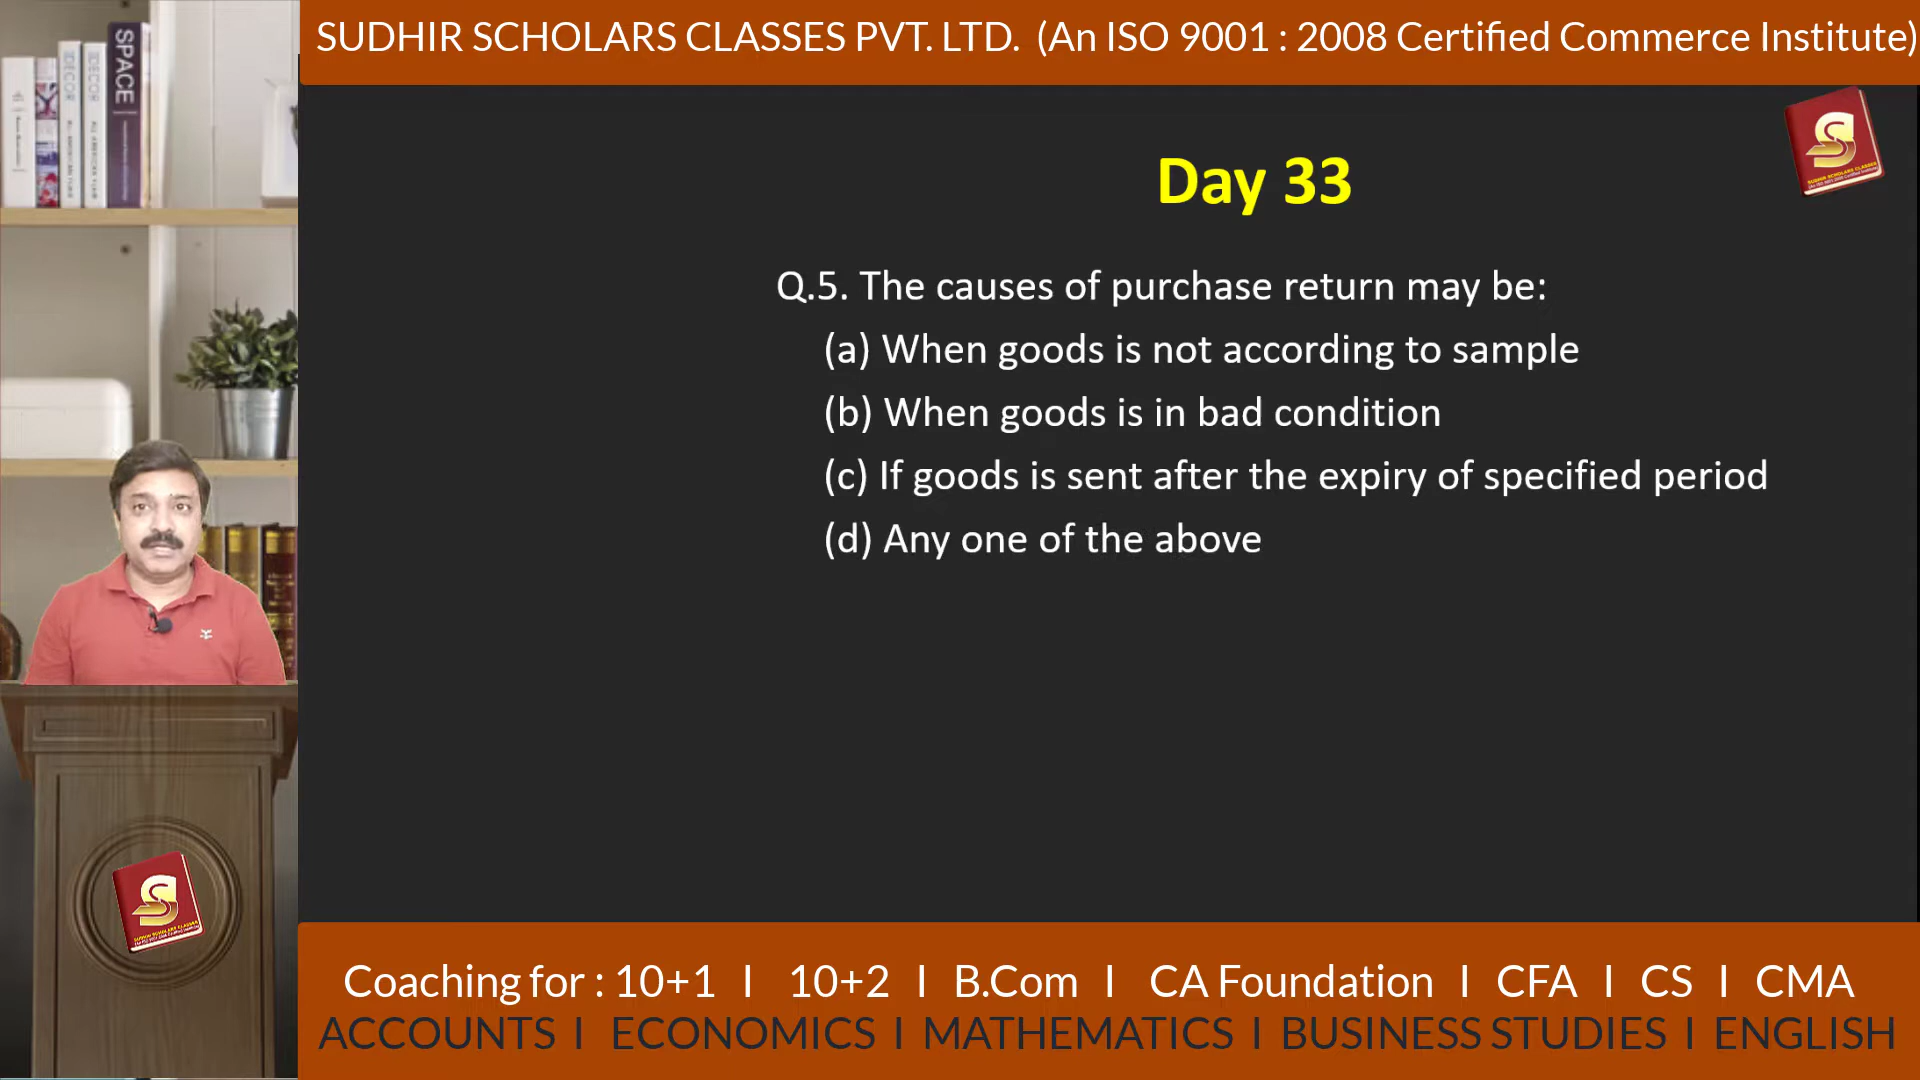 SUDHIR SCHOLARS CLASSES PVT. LTD. (An ISO 9001 : 2008 Certified Commerce Institute)
SPACE
DECOR
DECOR
Day 33
Q.5. The causes of purchase return may be:
(a) When goods is not according to sample
(b) When goods is in bad condition
(c) If goods is sent after the expiry of specified period
(d) Any one of the above
Coaching for : 10+1 I 10+2 I B.Com I CA Foundation I CFA I CS I CMA
ACCOUNTS I ECONOMICS I MATHEMATICS I BUSINESS STUDIES I ENGLISH